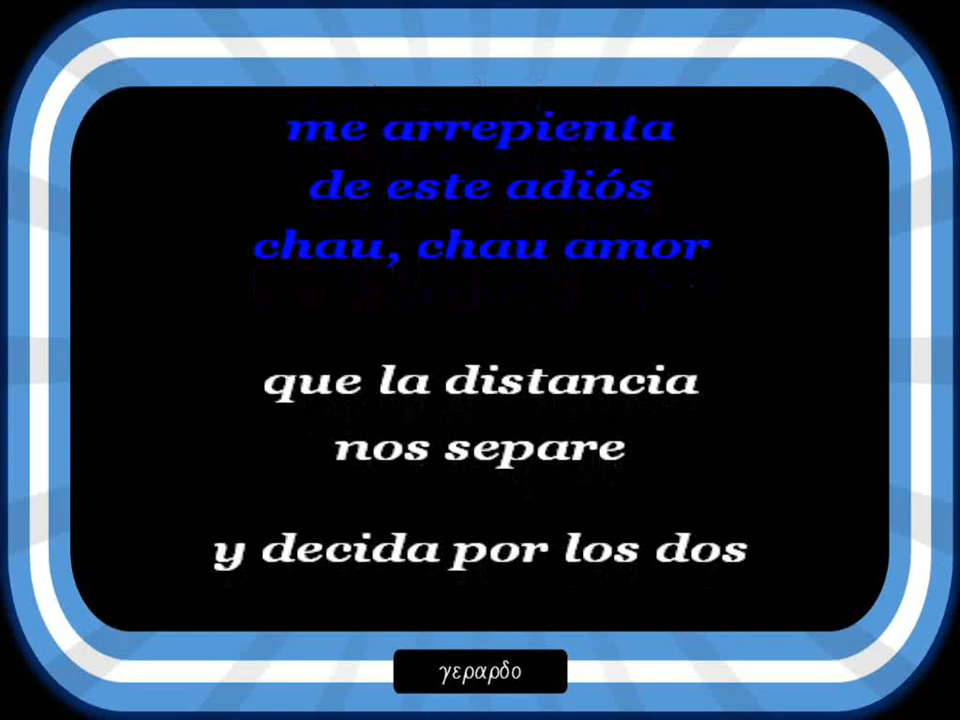 me arrepienta
de este adiós
chau, chau amor
que la distancia
nos separe
y decida por los dos
γεραρδο